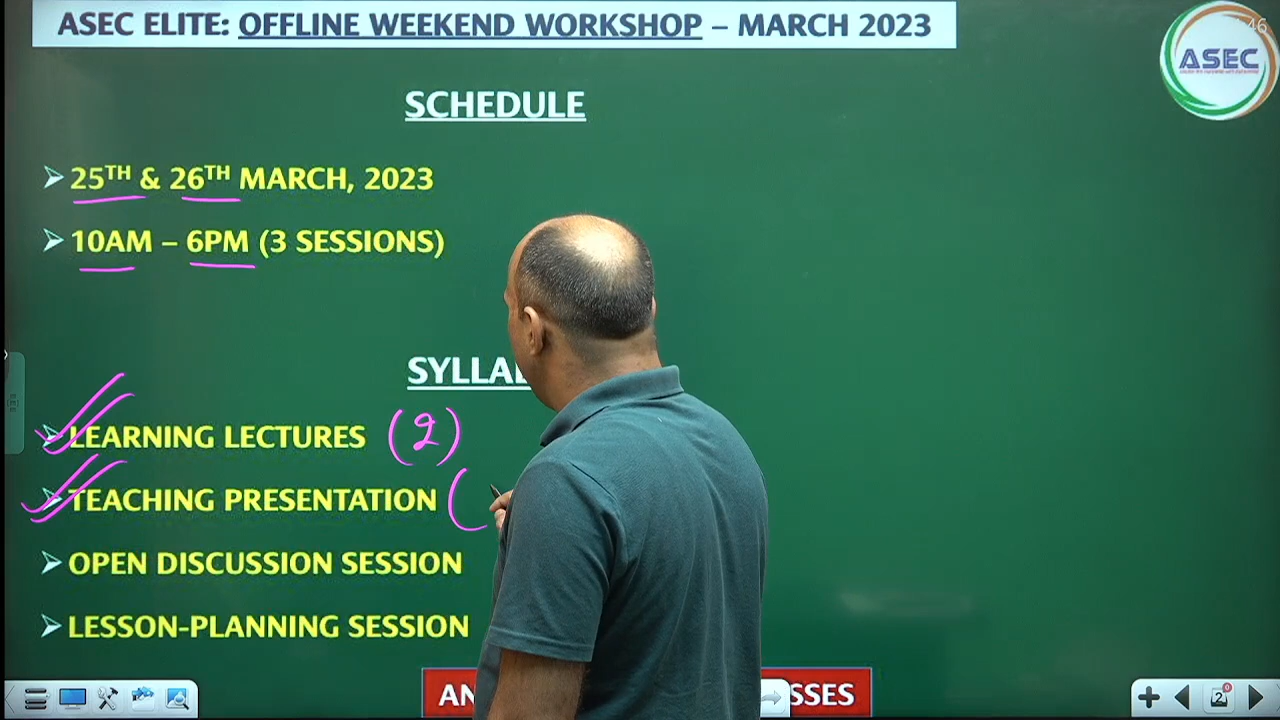 ASEC ELITE: OFFLINE WEEKEND WORKSHOP – MARCH 2023
ASEC
SCHEDULE
➢ 25TH & 26TH MARCH, 2023
➢ 10AM – 6PM (3 SESSIONS)
➢ LEARNING LECTURES (2)
➢ TEACHING PRESENTATION (
➢ OPEN DISCUSSION SESSION
➢ LESSON-PLANNING SESSION
2